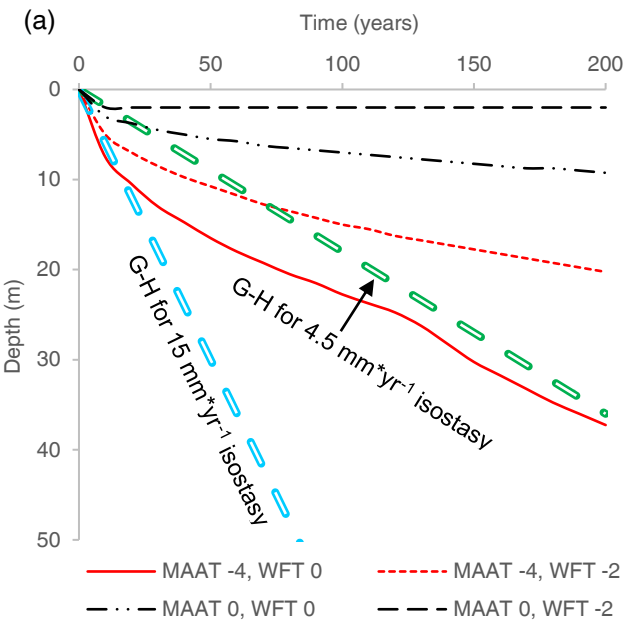 (a)
Time (years)
0 50 100 150 200
0
10
20
30
40
50
Depth (m)
G-H for 15 mm*yr⁻¹ isostasy
G-H for 4.5 mm*yr⁻¹ isostasy
MAAT -4, WFT 0 MAAT -4, WFT -2
MAAT 0, WFT 0 MAAT 0, WFT -2